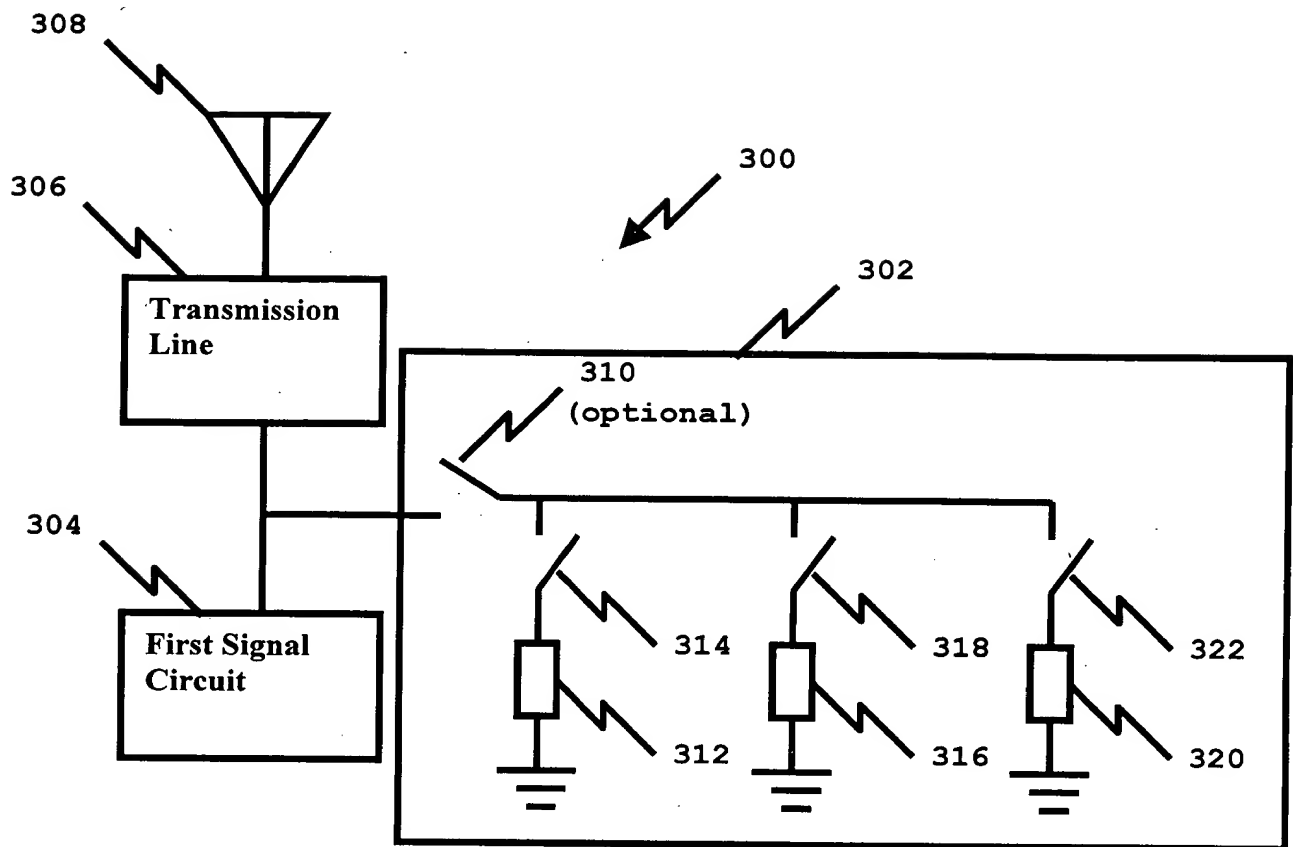 308
306
300
302
Transmission
Line
310
(optional)
304
First Signal
Circuit
314
318
322
312
316
320